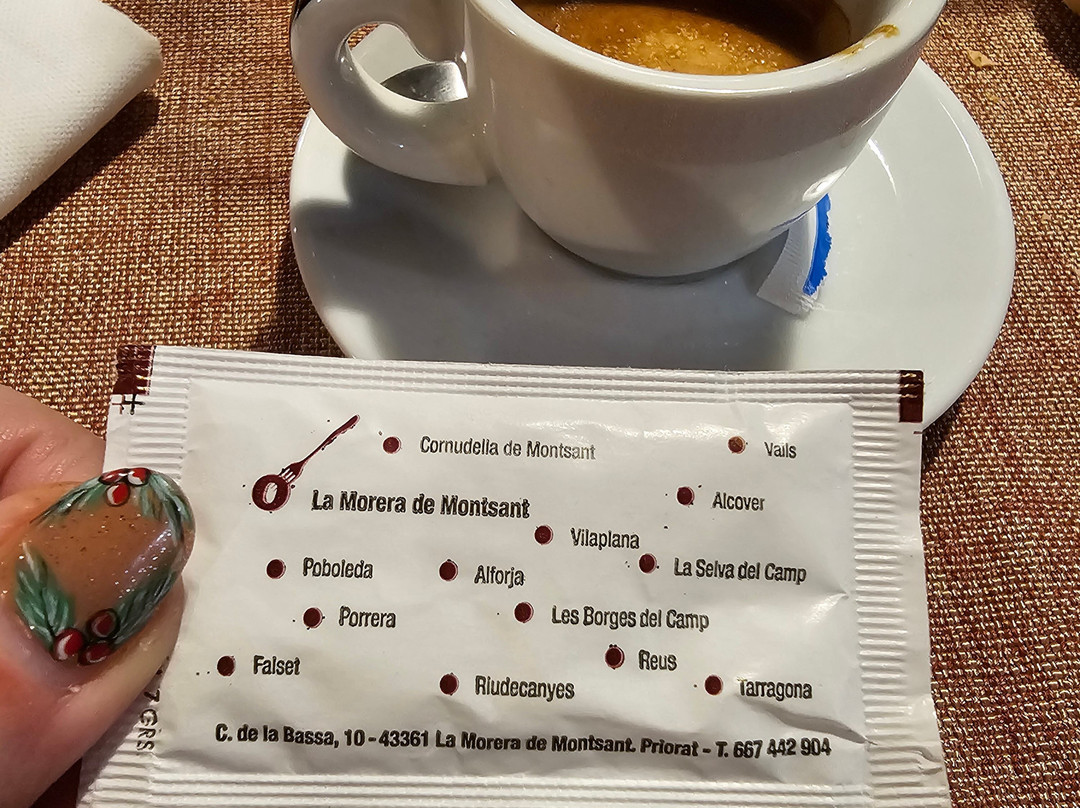 Cornudella de Montsant
Valls
La Morera de Montsant
Alcover
Vilaplana
Poboleda
Alforja
La Selva del Camp
Porrera
Les Borges del Camp
Falset
Reus
Riudecanyes
Tarragona
C. de la Bassa, 10 - 43361 La Morera de Montsant. Priorat - T. 667 442 904
7 GRS